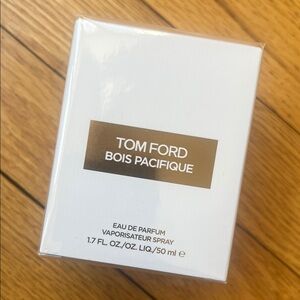 TOM FORD
BOIS PACIFIQUE
EAU DE PARFUM
VAPORISATEUR SPRAY
1.7 FL. OZ./OZ. LIQ./50 ml ℮